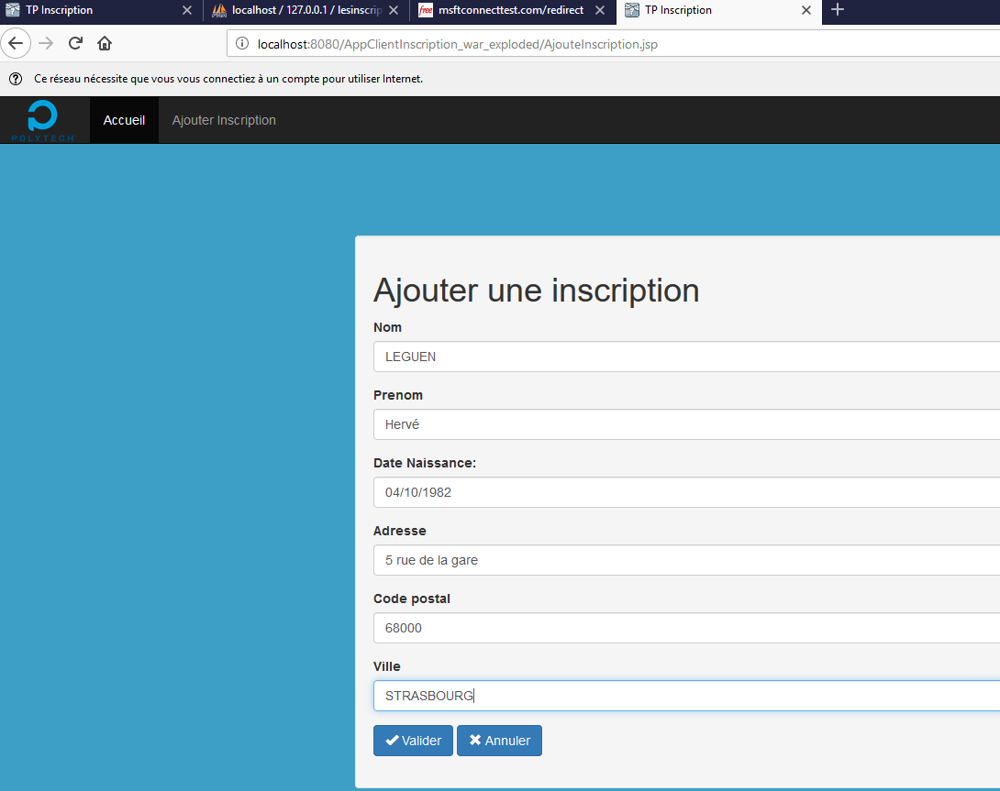 TP Inscription
localhost / 127.0.0.1 / lesinscrip
free
msftconnecttest.com/redirect
TP Inscription
localhost:8080/AppClientInscription_war_exploded/AjouteInscription.jsp
Ce réseau nécessite que vous vous connectiez à un compte pour utiliser Internet.
POLYTECH
Accueil
Ajouter Inscription
Ajouter une inscription
Nom
LEGUEN
Prenom
Hervé
Date Naissance:
04/10/1982
Adresse
5 rue de la gare
Code postal
68000
Ville
STRASBOURG
Valider
Annuler